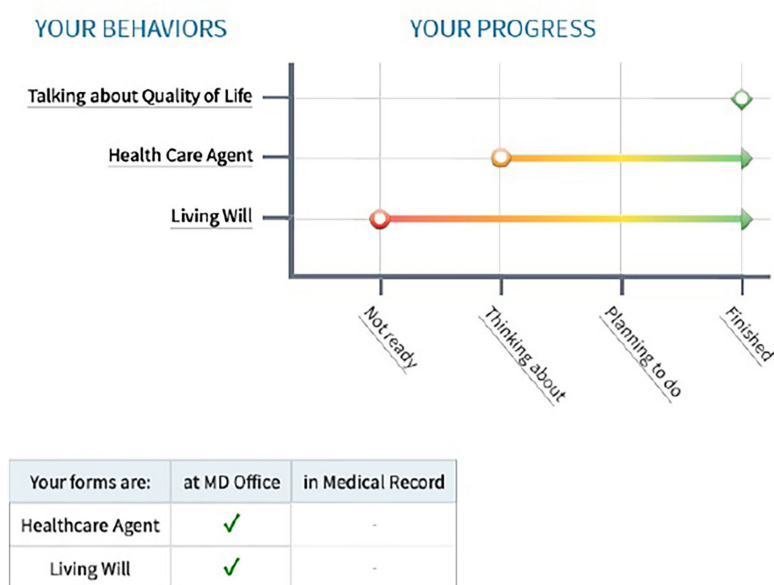 YOUR BEHAVIORS
YOUR PROGRESS
Talking about Quality of Life
Health Care Agent
Living Will
Not ready
Thinking about
Planning to do
Finished
Your forms are:
at MD Office
in Medical Record
Healthcare Agent ✓ -
Living Will ✓ -